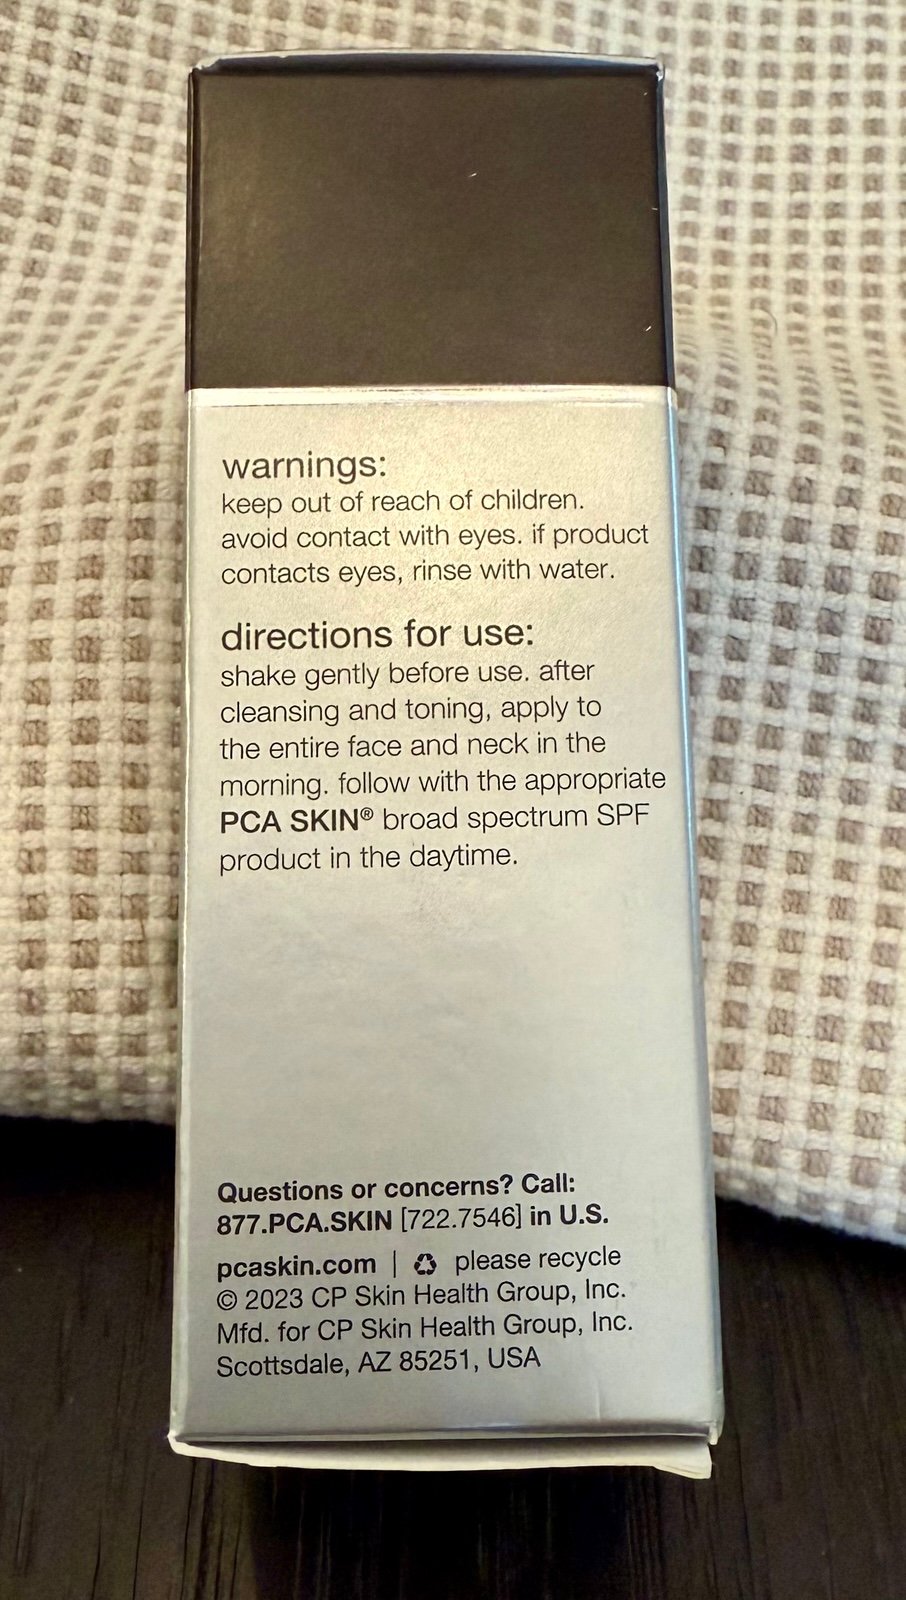 warnings:
keep out of reach of children.
avoid contact with eyes. if product
contacts eyes, rinse with water.
directions for use:
shake gently before use. after
cleansing and toning, apply to
the entire face and neck in the
morning. follow with the appropriate
PCA SKIN® broad spectrum SPF
product in the daytime.
Questions or concerns? Call:
877.PCA.SKIN [722.7546] in U.S.
pcaskin.com | ♻ please recycle
© 2023 CP Skin Health Group, Inc.
Mfd. for CP Skin Health Group, Inc.
Scottsdale, AZ 85251, USA